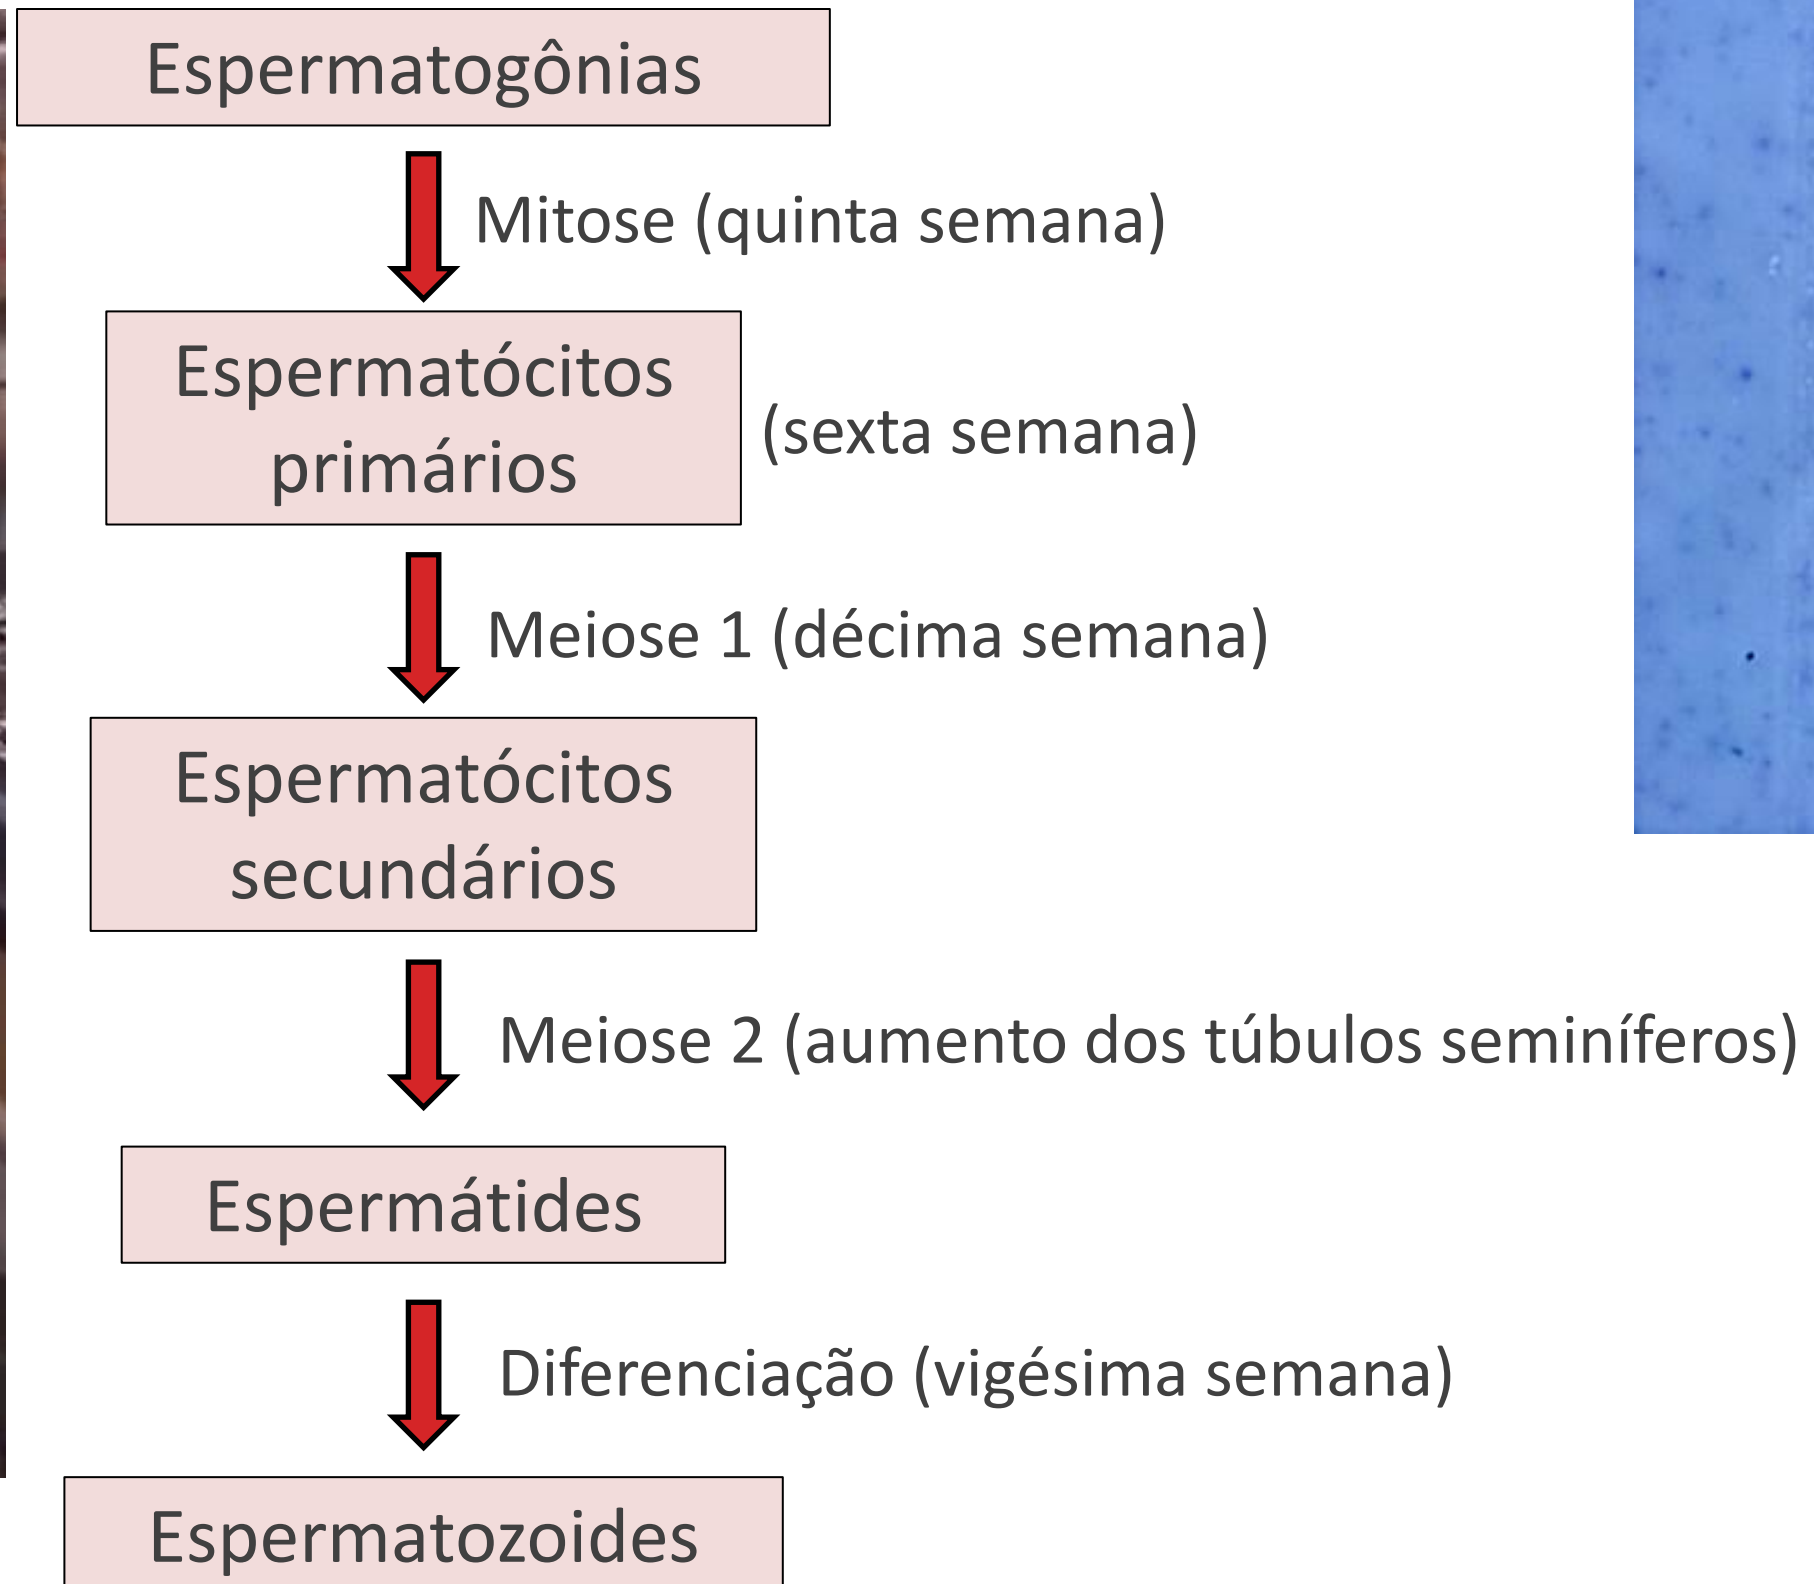 Espermatogônias
Mitose (quinta semana)
Espermatócitos
primários
(sexta semana)
Meiose 1 (décima semana)
Espermatócitos
secundários
Meiose 2 (aumento dos túbulos seminíferos)
Espermátides
Diferenciação (vigésima semana)
Espermatozoides